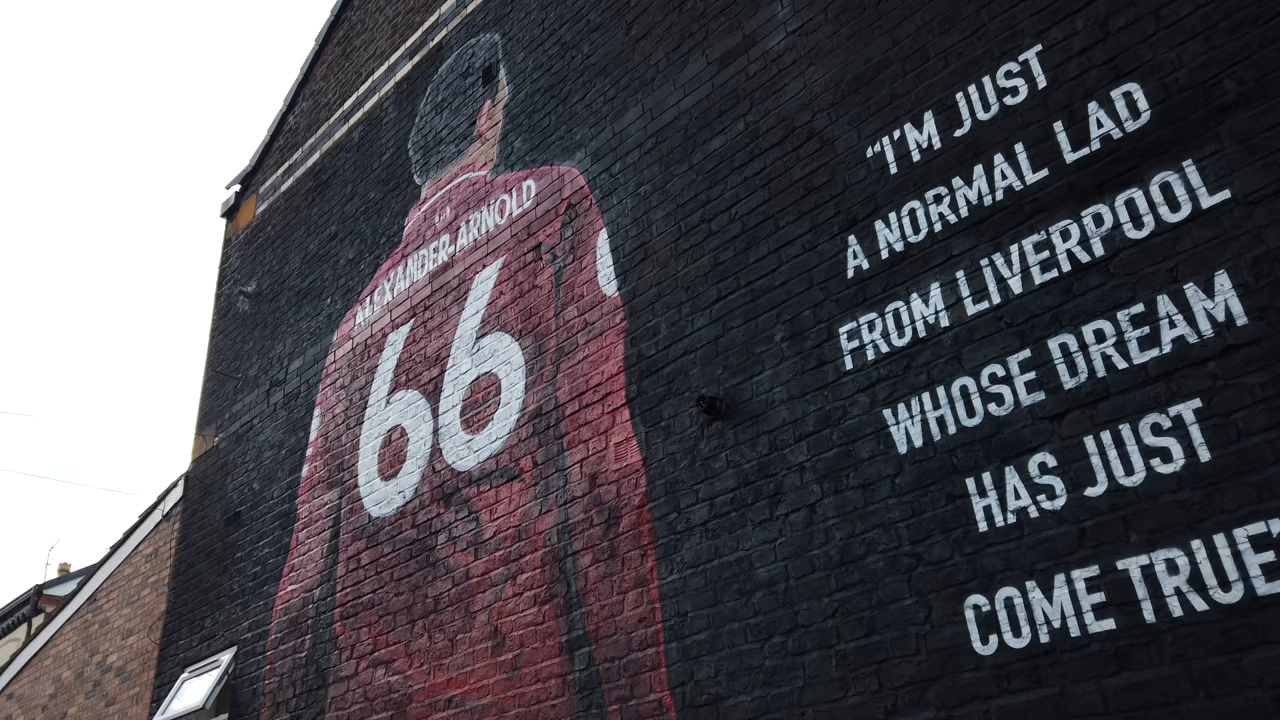 ALEXANDER-ARNOLD
66
"I'M JUST
A NORMAL LAD
FROM LIVERPOOL
WHOSE DREAM
HAS JUST
COME TRUE"